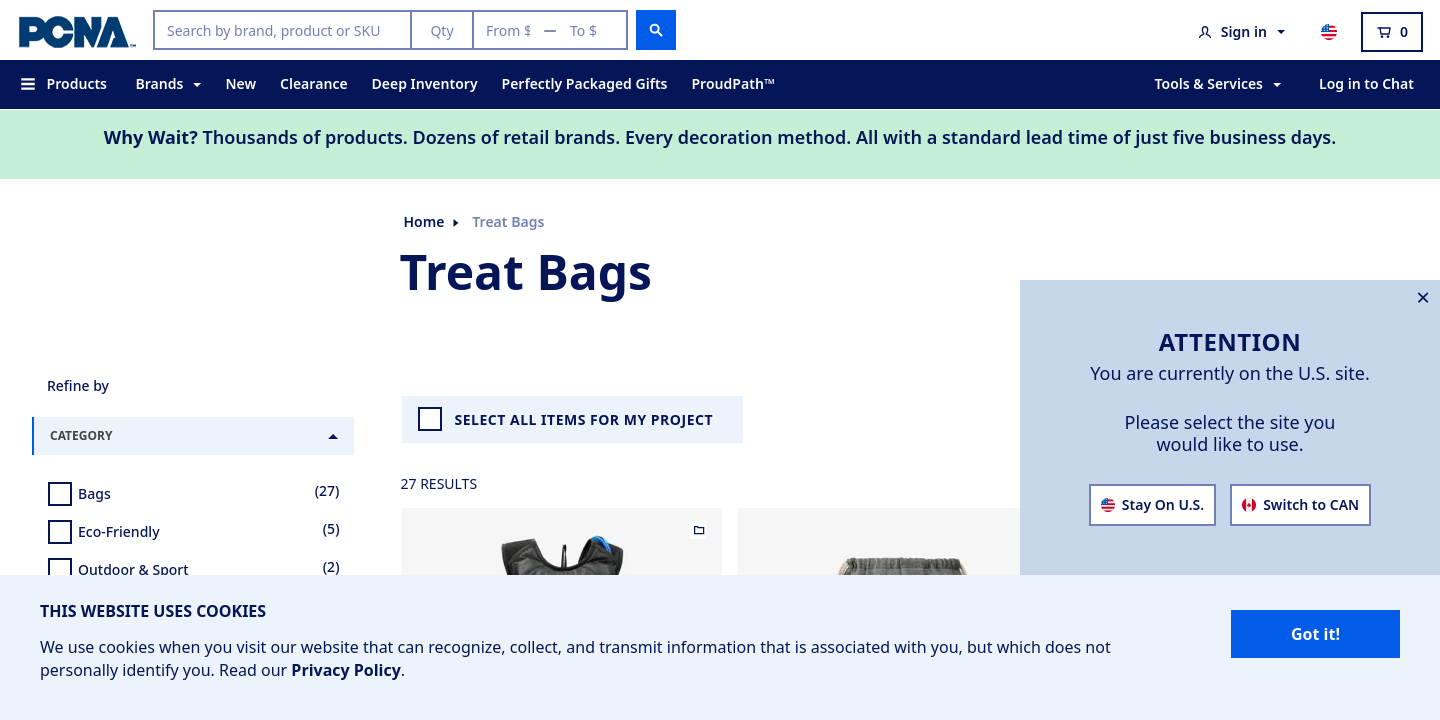 PCNA™
Search by brand, product or SKU
Qty
From $ — To $
Sign in
0
Products
Brands
New
Clearance
Deep Inventory
Perfectly Packaged Gifts
ProudPath™
Tools & Services
Log in to Chat
Why Wait? Thousands of products. Dozens of retail brands. Every decoration method. All with a standard lead time of just five business days.
Home
Treat Bags
Treat Bags
Refine by
CATEGORY
Bags (27)
Eco-Friendly (5)
Outdoor & Sport (2)
SELECT ALL ITEMS FOR MY PROJECT
27 RESULTS
ATTENTION
You are currently on the U.S. site.
Please select the site you
would like to use.
Stay On U.S.
Switch to CAN
THIS WEBSITE USES COOKIES
We use cookies when you visit our website that can recognize, collect, and transmit information that is associated with you, but which does not
personally identify you. Read our Privacy Policy.
Got it!